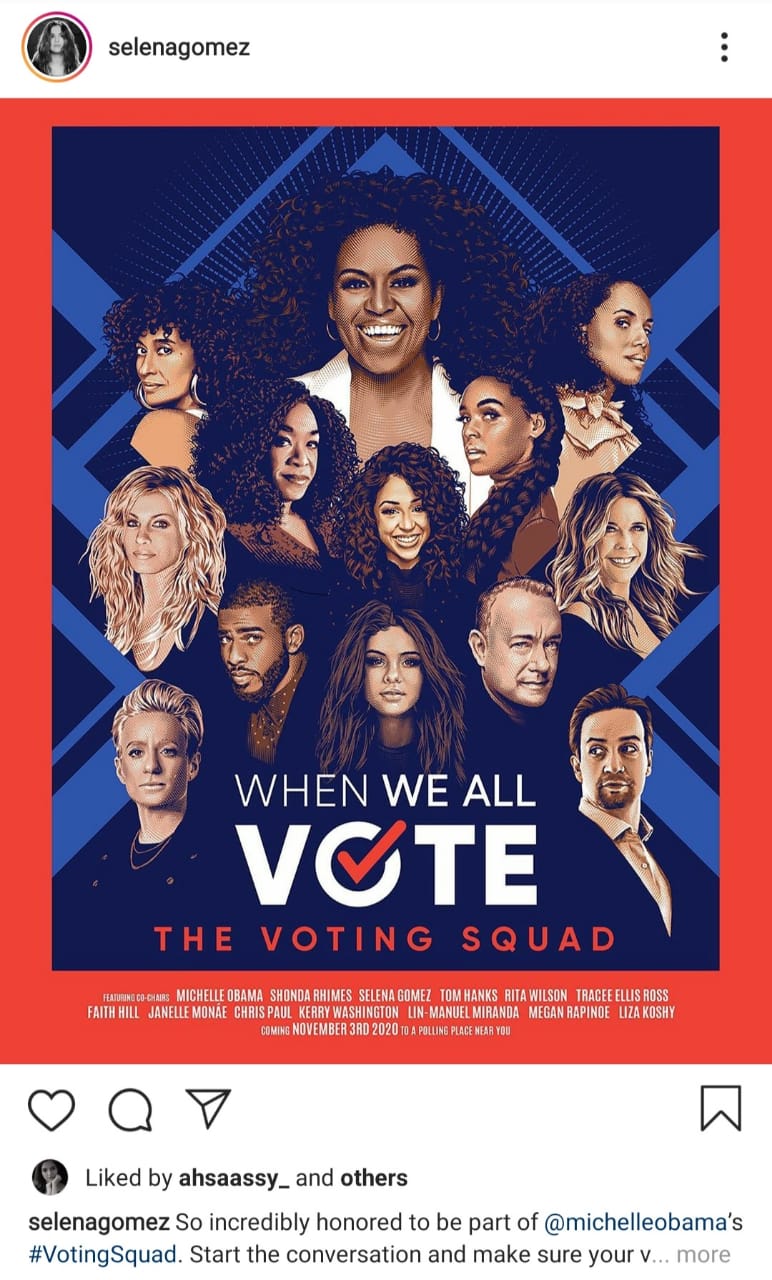 selenagomez
WHEN WE ALL
VOTE
THE VOTING SQUAD
FEATURING CO-CHAIRS MICHELLE OBAMA SHONDA RHIMES SELENA GOMEZ TOM HANKS RITA WILSON TRACEE ELLIS ROSS
FAITH HILL JANELLE MONÁE CHRIS PAUL KERRY WASHINGTON LIN-MANUEL MIRANDA MEGAN RAPINOE LIZA KOSHY
COMING NOVEMBER 3RD 2020 TO A POLLING PLACE NEAR YOU
Liked by ahsaassy_ and others
selenagomez So incredibly honored to be part of @michelleobama's
#VotingSquad. Start the conversation and make sure your v... more